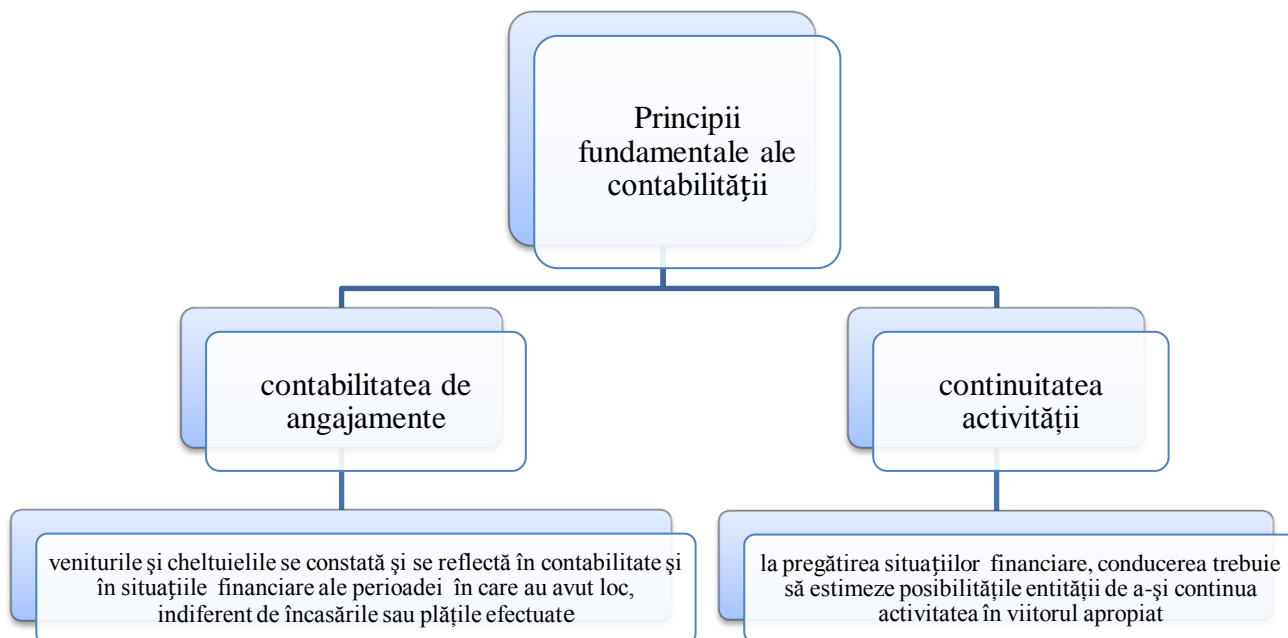 Principii
fundamentale ale
contabilităţii
contabilitatea de
angajamente
continuitatea
activității
veniturile şi cheltuielile se constată şi se reflectă în contabilitate şi
în situaţiile financiare ale perioadei în care au avut loc,
indiferent de încasările sau plăţile efectuate
la pregătirea situaţiilor financiare, conducerea trebuie
să estimeze posibilităţile entităţii de a-şi continua
activitatea în viitorul apropiat